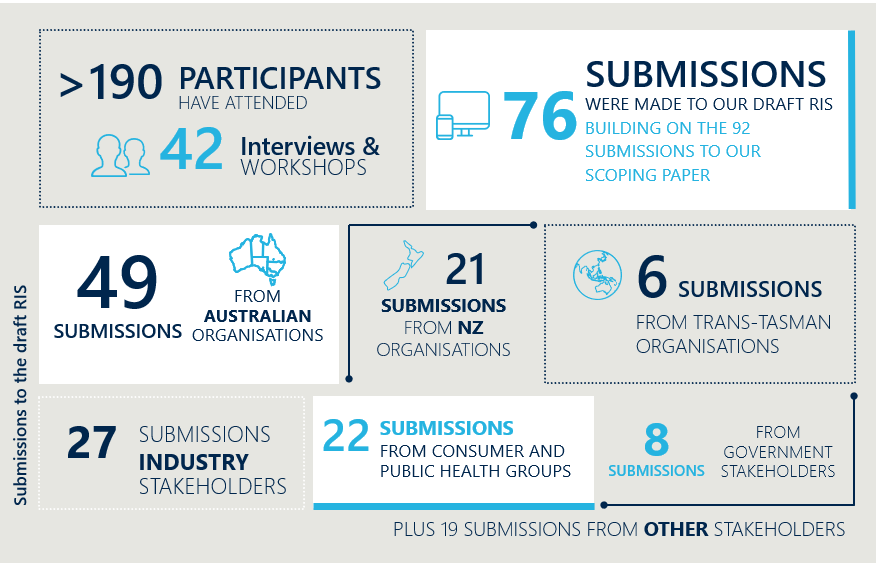 >190 PARTICIPANTS
HAVE ATTENDED
42 Interviews &
WORKSHOPS
76 SUBMISSIONS
WERE MADE TO OUR DRAFT RIS
BUILDING ON THE 92
SUBMISSIONS TO OUR
SCOPING PAPER
Submissions to the draft RIS
49
SUBMISSIONS
FROM
AUSTRALIAN
ORGANISATIONS
21
SUBMISSIONS
FROM NZ
ORGANISATIONS
6 SUBMISSIONS
FROM TRANS-TASMAN
ORGANISATIONS
27 SUBMISSIONS
INDUSTRY
STAKEHOLDERS
22 SUBMISSIONS
FROM CONSUMER AND
PUBLIC HEALTH GROUPS
8
SUBMISSIONS
FROM
GOVERNMENT
STAKEHOLDERS
PLUS 19 SUBMISSIONS FROM OTHER STAKEHOLDERS